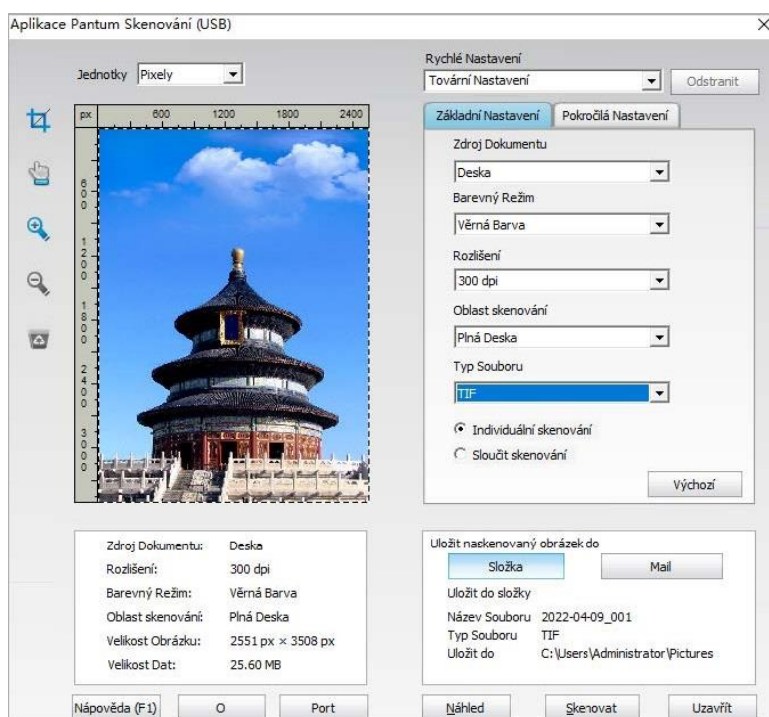 Aplikace Pantum Skenování (USB)
Jednotky Pixely
Rychlé Nastavení
Tovární Nastavení
Odstranit
px 600 1200 1800 2400
600
1200
1800
2400
3000
Základní Nastavení Pokročilá Nastavení
Zdroj Dokumentu
Deska
Barevný Režim
Věrná Barva
Rozlišení
300 dpi
Oblast skenování
Plná Deska
Typ Souboru
TIF
Individuální skenování
Sloučit skenování
Výchozí
Zdroj Dokumentu: Deska
Rozlišení: 300 dpi
Barevný Režim: Věrná Barva
Oblast skenování: Plná Deska
Velikost Obrázku: 2551 px × 3508 px
Velikost Dat: 25.60 MB
Uložit naskenovaný obrázek do
Složka Mail
Uložit do složky
Název Souboru 2022-04-09_001
Typ Souboru TIF
Uložit do C:\Users\Administrator\Pictures
Nápověda (F1) O Port
Náhled Skenovat Uzavřít